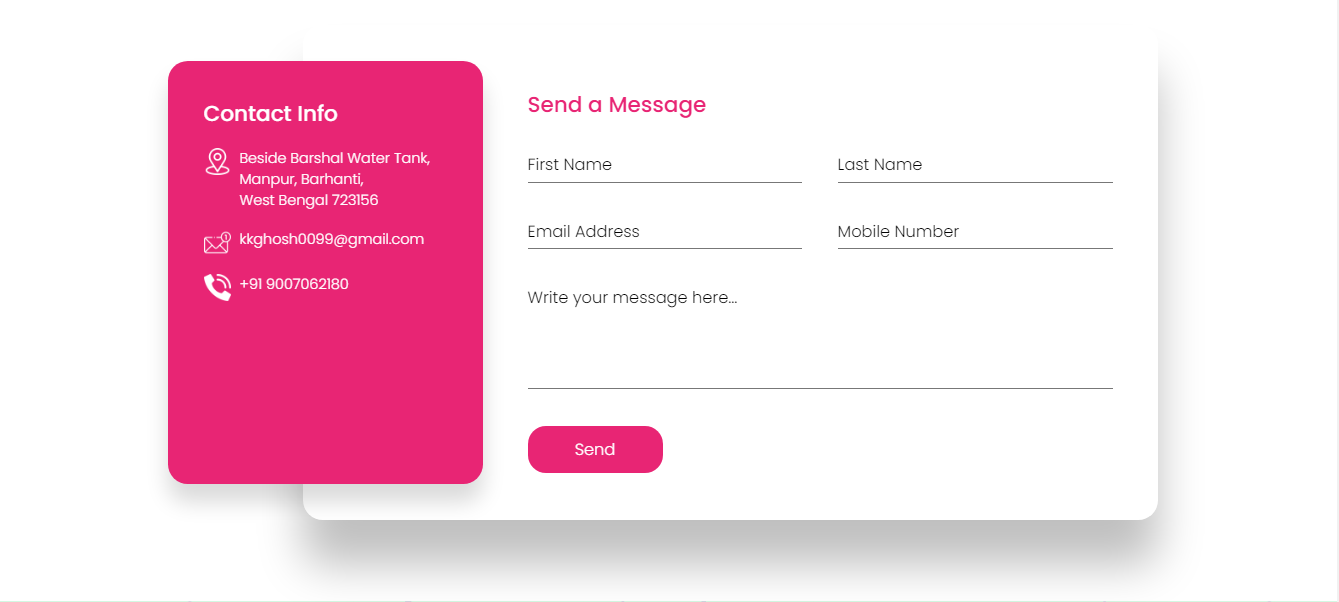 Contact Info
Beside Barshal Water Tank,
Manpur, Barhanti,
West Bengal 723156
kkghosh0099@gmail.com
+91 9007062180
Send a Message
First Name
Last Name
Email Address
Mobile Number
Write your message here...
Send